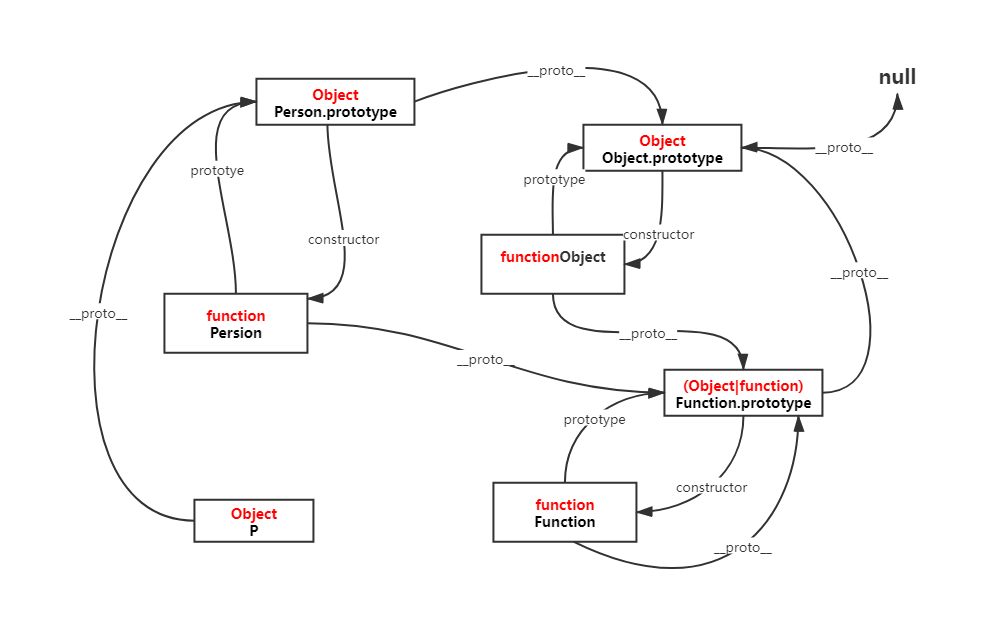 __proto__
null
Object
Person.prototype
Object
Object.prototype
__proto__
prototye
prototype
constructor
constructor
functionObject
__proto__
__proto__
function
Persion
__proto__
__proto_
(Object|function)
Function.prototype
prototype
constructor
function
Function
Object
P
__proto__